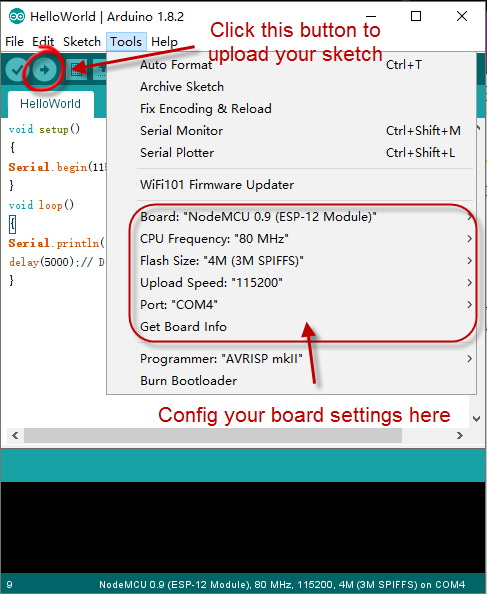 HelloWorld | Arduino 1.8.2
Click this button to
upload your sketch
File Edit Sketch Tools Help
HelloWorld
Auto Format Ctrl+T
Archive Sketch
Fix Encoding & Reload
Serial Monitor Ctrl+Shift+M
Serial Plotter Ctrl+Shift+L
WiFi101 Firmware Updater
Board: "NodeMCU 0.9 (ESP-12 Module)"
CPU Frequency: "80 MHz"
Flash Size: "4M (3M SPIFFS)"
Upload Speed: "115200"
Port: "COM4"
Get Board Info
Programmer: "AVRISP mkII"
Burn Bootloader
void setup()
{
Serial.begin(115
}
void loop()
{
Serial.println(
delay(5000);// D
}
Config your board settings here
9 NodeMCU 0.9 (ESP-12 Module), 80 MHz, 115200, 4M (3M SPIFFS) on COM4